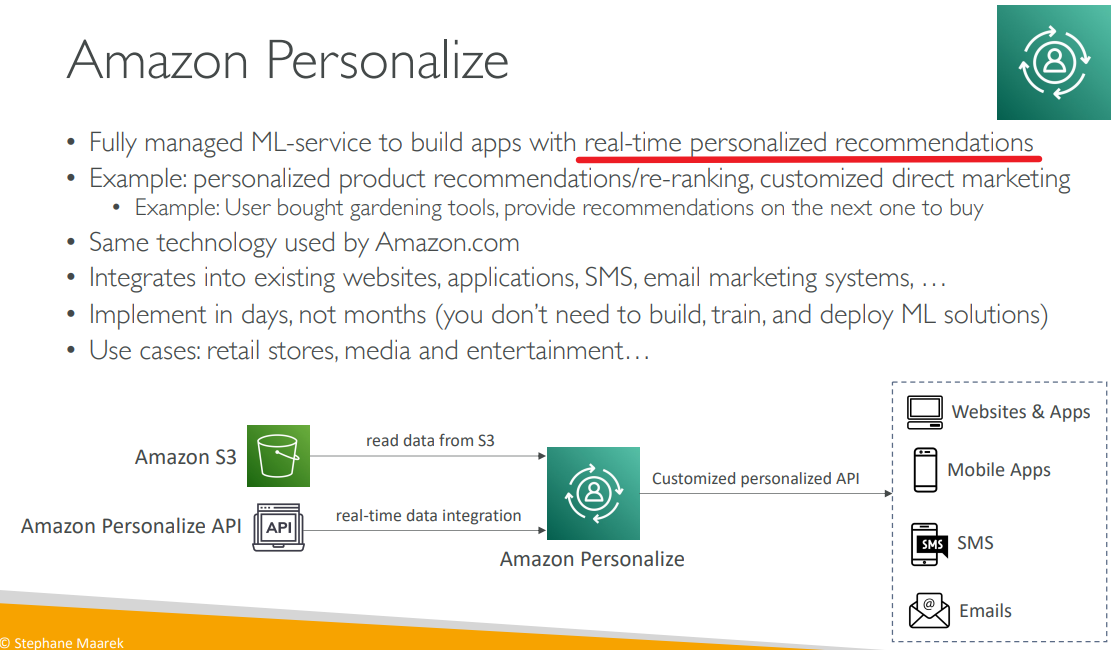 Amazon Personalize
• Fully managed ML-service to build apps with real-time personalized recommendations
• Example: personalized product recommendations/re-ranking, customized direct marketing
• Example: User bought gardening tools, provide recommendations on the next one to buy
• Same technology used by Amazon.com
• Integrates into existing websites, applications, SMS, email marketing systems, …
• Implement in days, not months (you don't need to build, train, and deploy ML solutions)
• Use cases: retail stores, media and entertainment…
Amazon S3
read data from S3
Amazon Personalize API
API
real-time data integration
Amazon Personalize
Customized personalized API
Websites & Apps
Mobile Apps
SMS
SMS
@
Emails
© Stephane Maarek